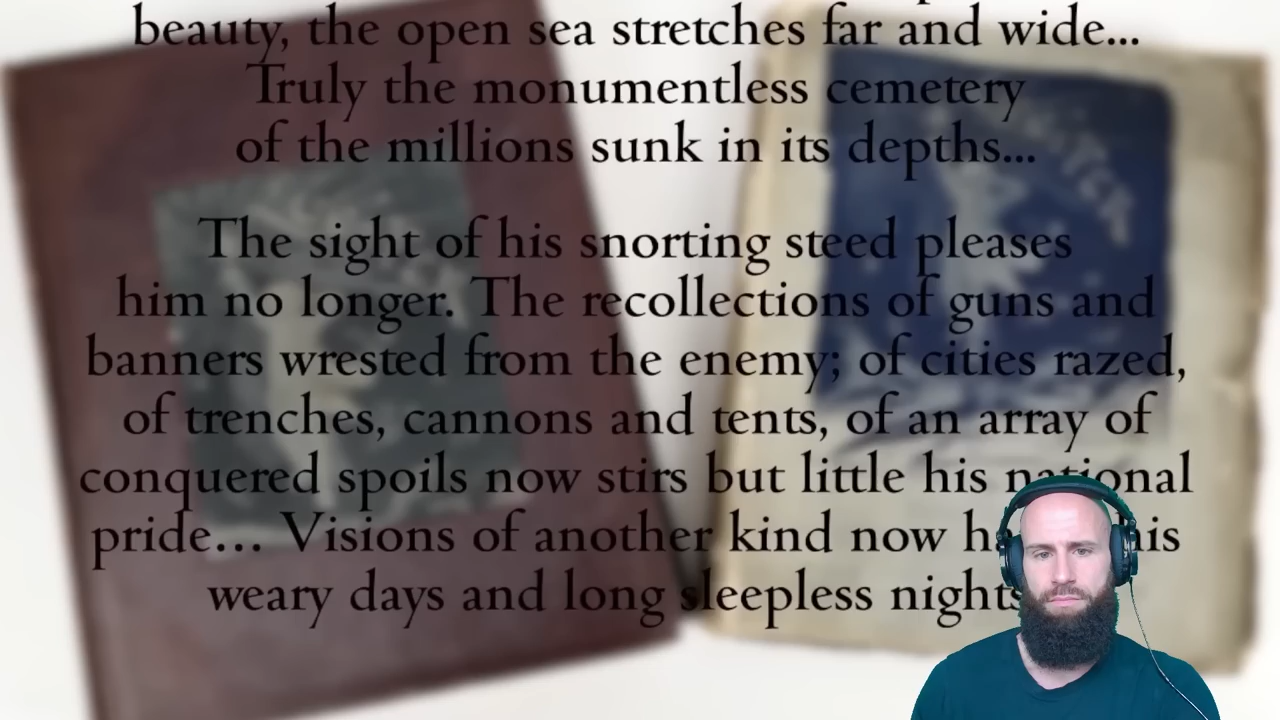 beauty, the open sea stretches far and wide...
Truly the monumentless cemetery
of the millions sunk in its depths...
The sight of his snorting steed pleases
him no longer. The recollections of guns and
banners wrested from the enemy; of cities razed,
of trenches, cannons and tents, of an array of
conquered spoils now stirs but little his national
pride... Visions of another kind now his
weary days and long sleepless nights